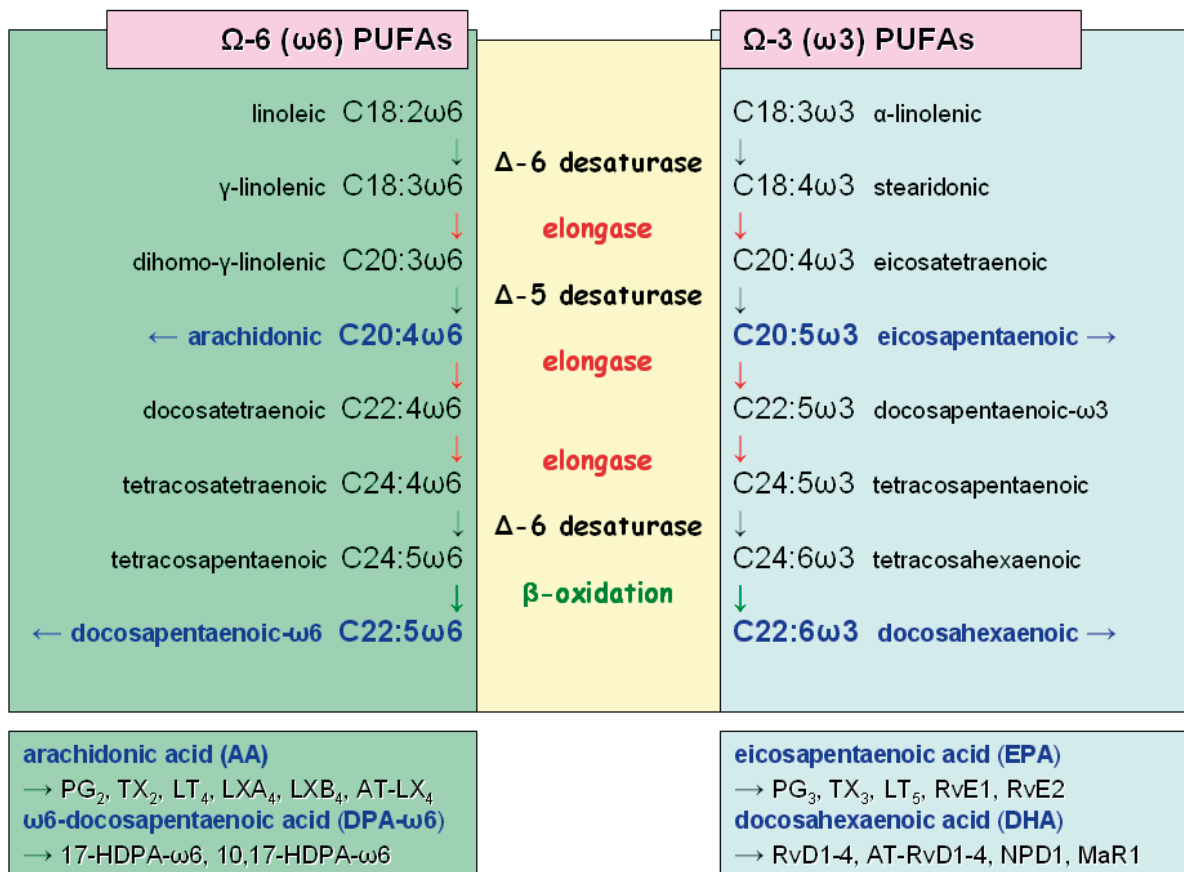 Ω-6 (ω6) PUFAs
Ω-3 (ω3) PUFAs
linoleic C18:2ω6
C18:3ω3 α-linolenic
↓ Δ-6 desaturase ↓
γ-linolenic C18:3ω6
C18:4ω3 stearidonic
↓ elongase ↓
dihomo-γ-linolenic C20:3ω6
C20:4ω3 eicosatetraenoic
↓ Δ-5 desaturase ↓
← arachidonic C20:4ω6
C20:5ω3 eicosapentaenoic →
↓ elongase ↓
docosatetraenoic C22:4ω6
C22:5ω3 docosapentaenoic-ω3
↓ elongase ↓
tetracosatetraenoic C24:4ω6
C24:5ω3 tetracosapentaenoic
↓ Δ-6 desaturase ↓
tetracosapentaenoic C24:5ω6
C24:6ω3 tetracosahexaenoic
↓ β-oxidation ↓
← docosapentaenoic-ω6 C22:5ω6
C22:6ω3 docosahexaenoic →
arachidonic acid (AA)
→ PG₂, TX₂, LT₄, LXA₄, LXB₄, AT-LX₄
ω6-docosapentaenoic acid (DPA-ω6)
→ 17-HDPA-ω6, 10,17-HDPA-ω6
eicosapentaenoic acid (EPA)
→ PG₃, TX₃, LT₅, RvE1, RvE2
docosahexaenoic acid (DHA)
→ RvD1-4, AT-RvD1-4, NPD1, MaR1